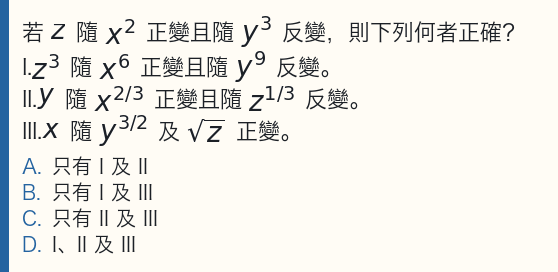 若 z 隨 x² 正變且隨 y³ 反變，則下列何者正確？
I.z³ 隨 x⁶ 正變且隨 y⁹ 反變。
II.y 隨 x^{2/3} 正變且隨 z^{1/3} 反變。
III.x 隨 y^{3/2} 及 √z 正變。
A. 只有 I 及 II
B. 只有 I 及 III
C. 只有 II 及 III
D. I、II 及 III